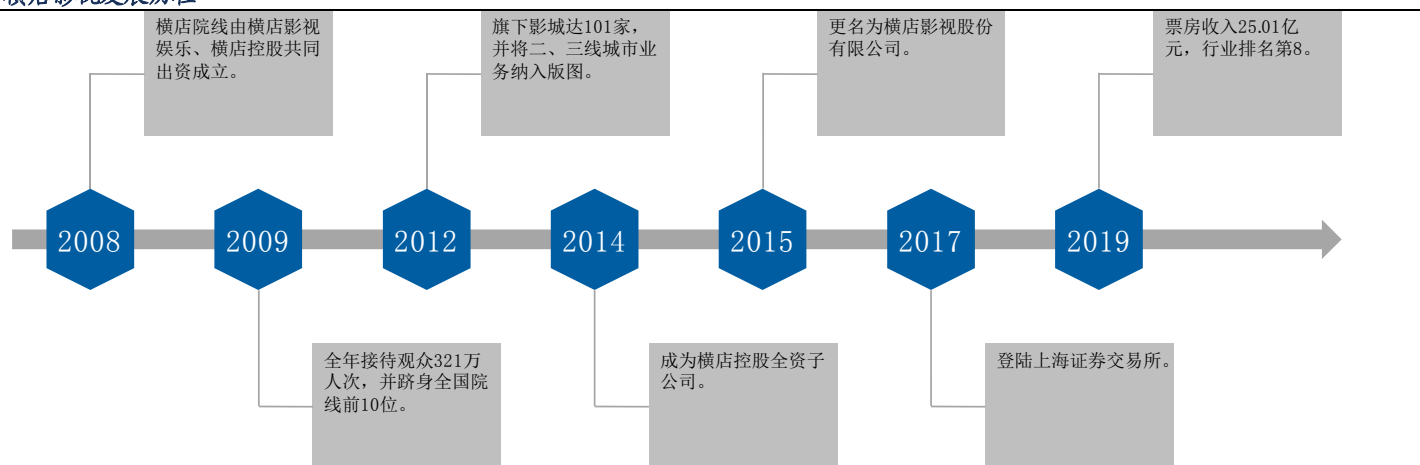 横店院线由横店影视
娱乐、横店控股共同
出资成立。
旗下影城达101家，
并将二、三线城市业
务纳入版图。
更名为横店影视股份
有限公司。
票房收入25.01亿
元，行业排名第8。
2008
2009
2012
2014
2015
2017
2019
全年接待观众321万
人次，并跻身全国院
线前10位。
成为横店控股全资子
公司。
登陆上海证券交易所。